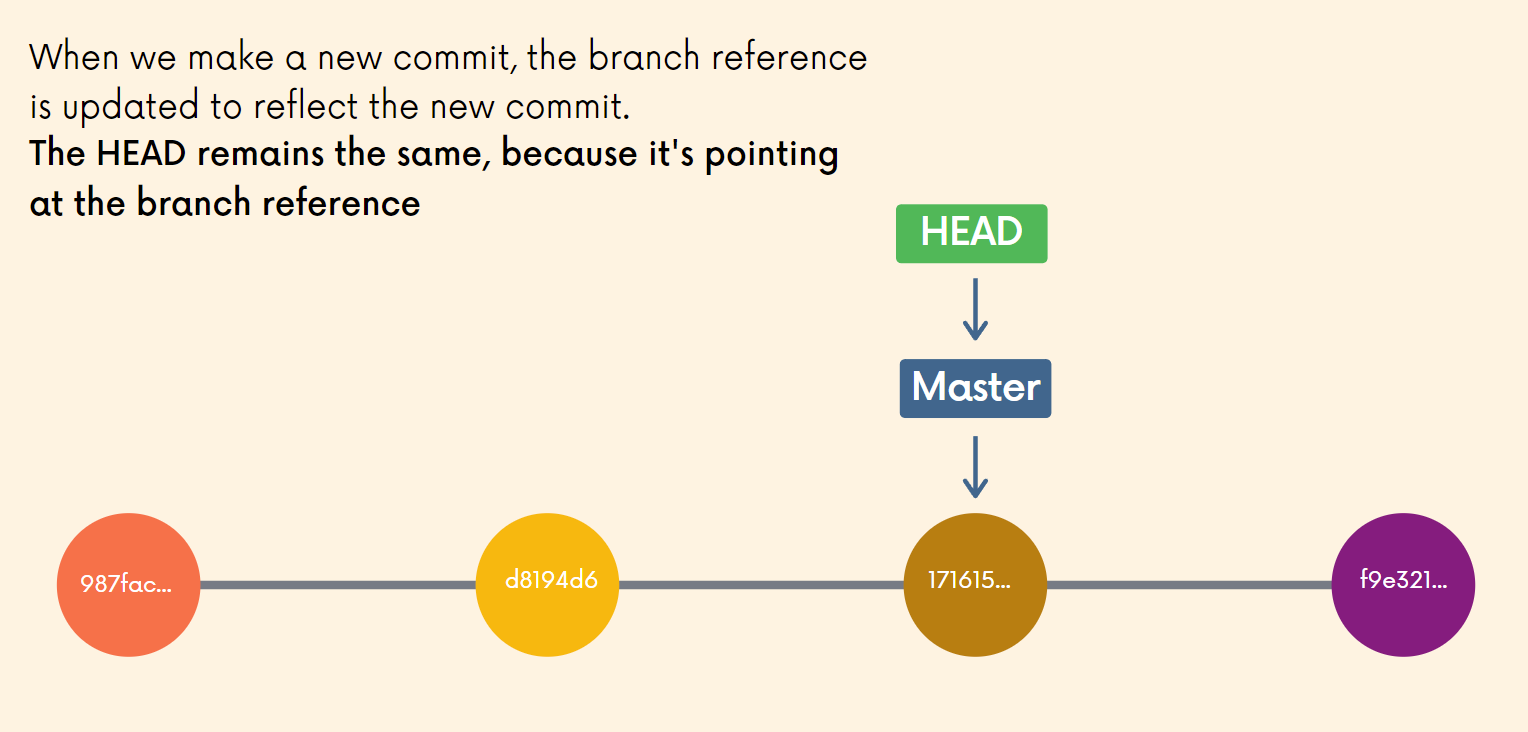 When we make a new commit, the branch reference
is updated to reflect the new commit.
The HEAD remains the same, because it's pointing
at the branch reference
HEAD
Master
987fac...
d8194d6
171615...
f9e321...